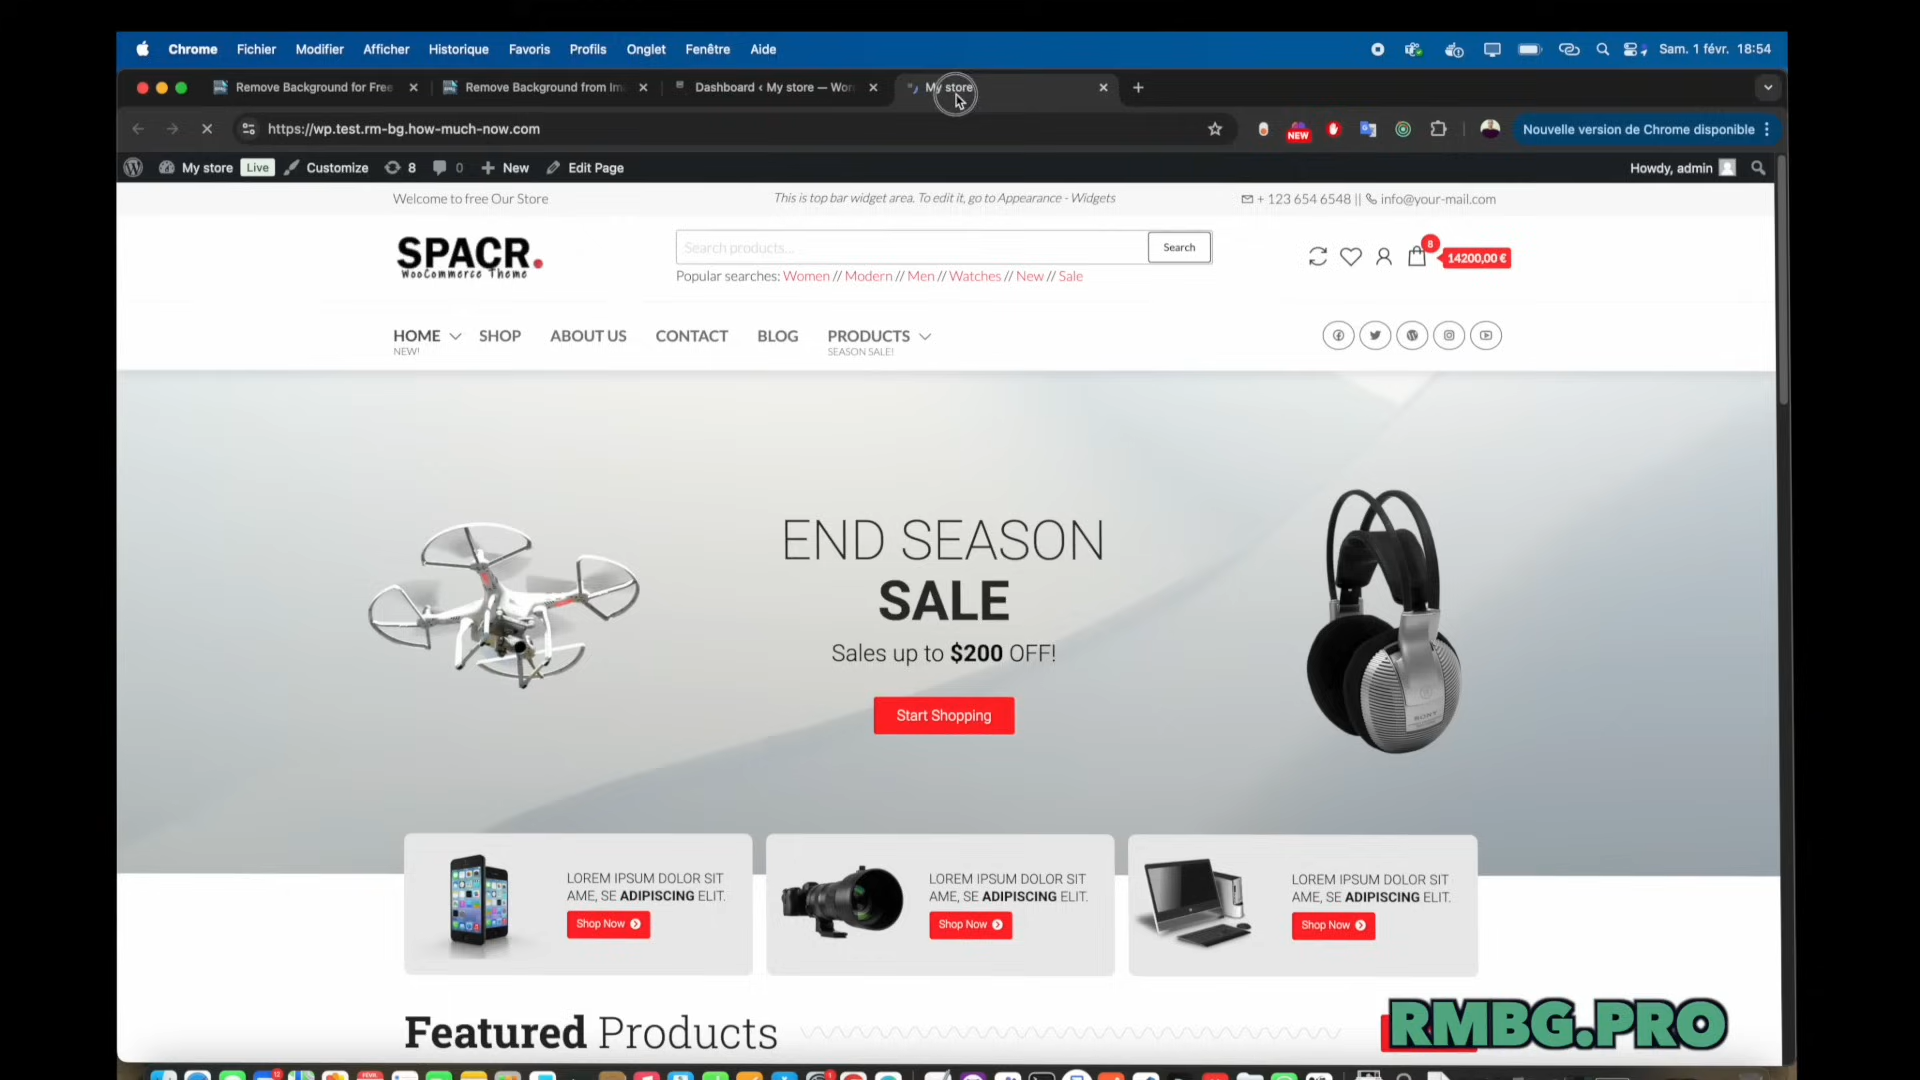 Chrome Fichier Modifier Afficher Historique Favoris Profils Onglet Fenêtre Aide Sam. 1 févr. 18:54
Remove Background for Free Remove Background from Im Dashboard ‹ My store — Wor My store
https://wp.test.rm-bg.how-much-now.com NEW Nouvelle version de Chrome disponible
My store Live Customize 8 0 New Edit Page Howdy, admin
Welcome to free Our Store This is top bar widget area. To edit it, go to Appearance - Widgets + 123 654 6548 || info@your-mail.com
SPACR.
WooCommerce Theme
Search products... Search
8
14200,00 €
Popular searches: Women // Modern // Men // Watches // New // Sale
HOME SHOP ABOUT US CONTACT BLOG PRODUCTS
NEW! SEASON SALE!
END SEASON
SALE
Sales up to $200 OFF!
Start Shopping
SONY
LOREM IPSUM DOLOR SIT
AME, SE ADIPISCING ELIT.
Shop Now
LOREM IPSUM DOLOR SIT
AME, SE ADIPISCING ELIT.
Shop Now
LOREM IPSUM DOLOR SIT
AME, SE ADIPISCING ELIT.
Shop Now
Featured Products
RMBG.PRO